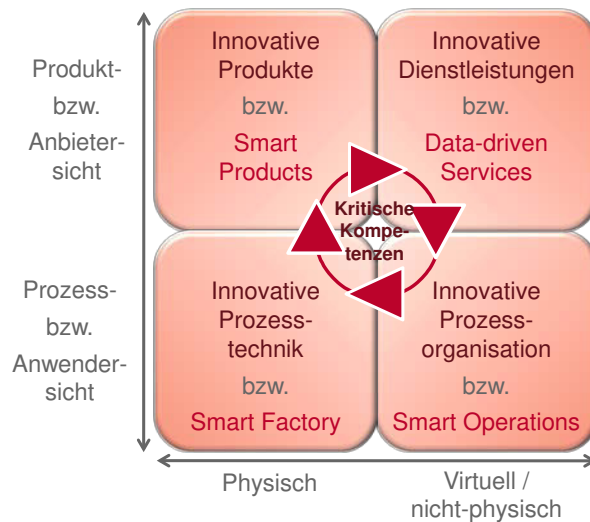 Produkt-
bzw.
Anbieter-
sicht
Innovative
Produkte
bzw.
Smart
Products
Innovative
Dienstleistungen
bzw.
Data-driven
Services
Kritische
Kompe-
tenzen
Prozess-
bzw.
Anwender-
sicht
Innovative
Prozess-
technik
bzw.
Smart Factory
Innovative
Prozess-
organisation
bzw.
Smart Operations
Physisch
Virtuell /
nicht-physisch